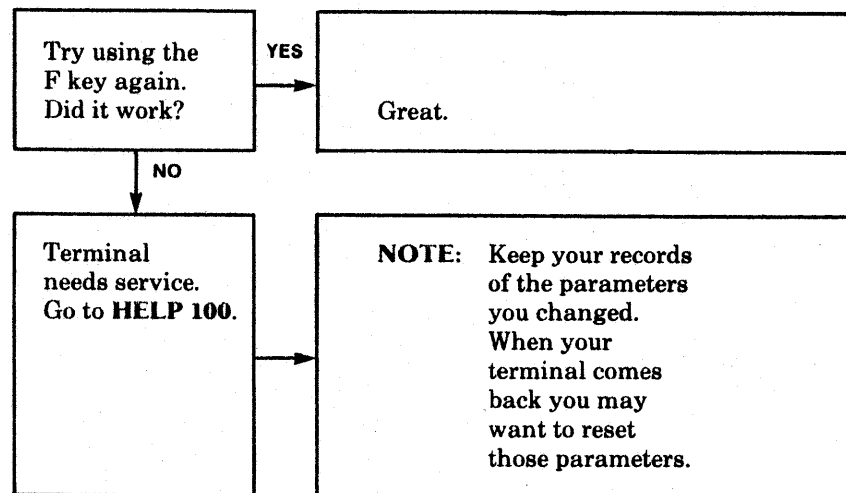 Try using the
F key again.
Did it work?
YES
Great.
NO
Terminal
needs service.
Go to HELP 100.
NOTE: Keep your records
of the parameters
you changed.
When your
terminal comes
back you may
want to reset
those parameters.